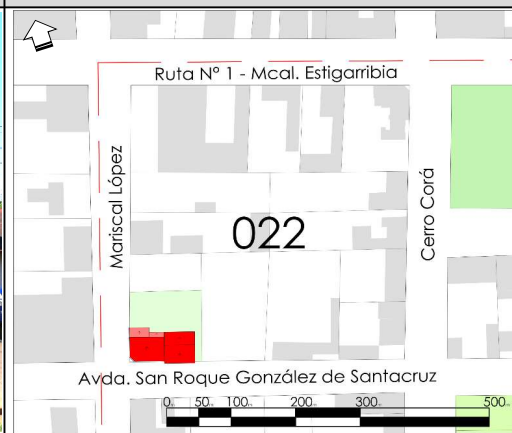 Ruta Nº 1 - Mcal. Estigarribia
Mariscal López
Cerro Corá
022
Avda. San Roque González de Santacruz
0 50 100 200 300 500